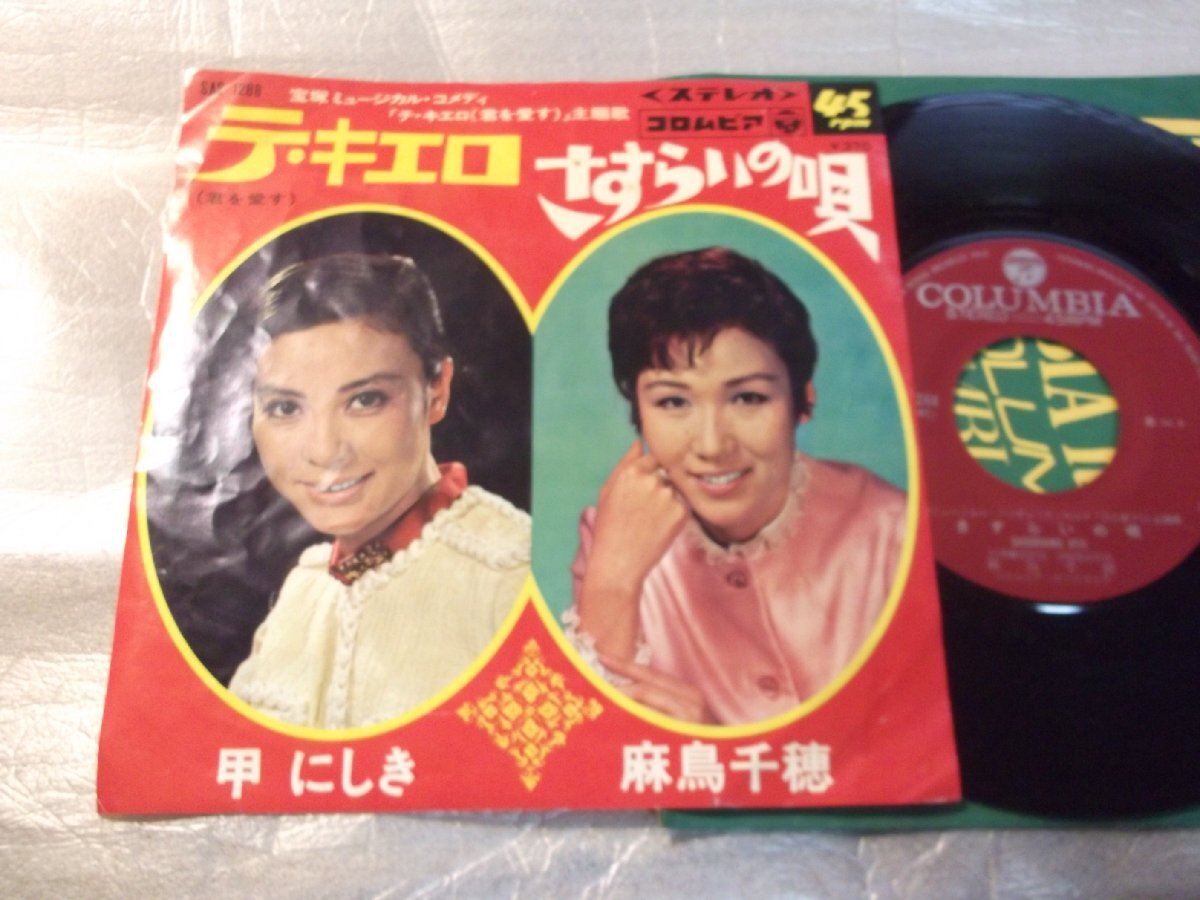 SAS 1288
宝塚ミュージカル・コメディ
「テ・キエロ(君を愛す)」主題歌
<ステレオ>
コロムビア
45
rpm
テ・キエロ
(君を愛す)
さすらいの唄
甲 にしき
麻鳥千穂
COLUMBIA
さすらいの唄